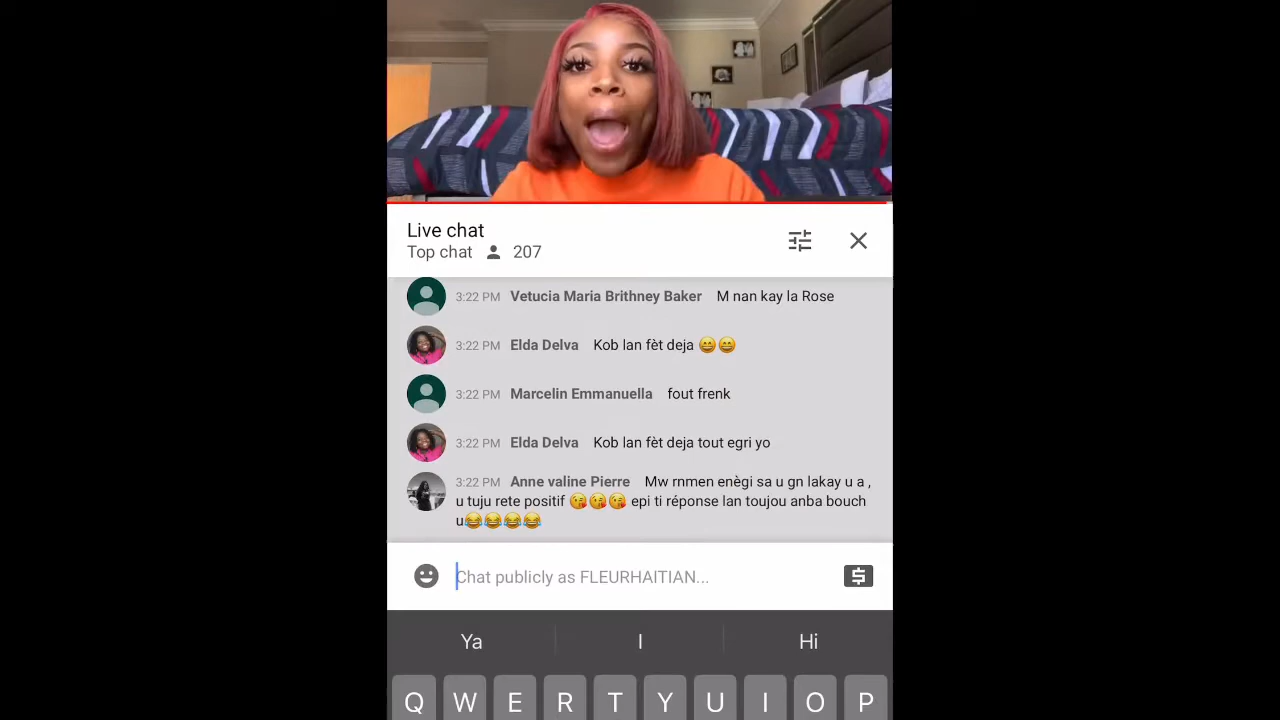 Live chat
Top chat 207
3:22 PM Vetucia Maria Brithney Baker M nan kay la Rose
3:22 PM Elda Delva Kob lan fèt deja 😄😄
3:22 PM Marcelin Emmanuella fout frenk
3:22 PM Elda Delva Kob lan fèt deja tout egri yo
3:22 PM Anne valine Pierre Mw rnmen enègi sa u gn lakay u a ,
u tuju rete positif 😘😘😘 epi ti réponse lan toujou anba bouch
u😂😂😂😂
Chat publicly as FLEURHAITIAN...
Ya I Hi
Q W E R T Y U I O P